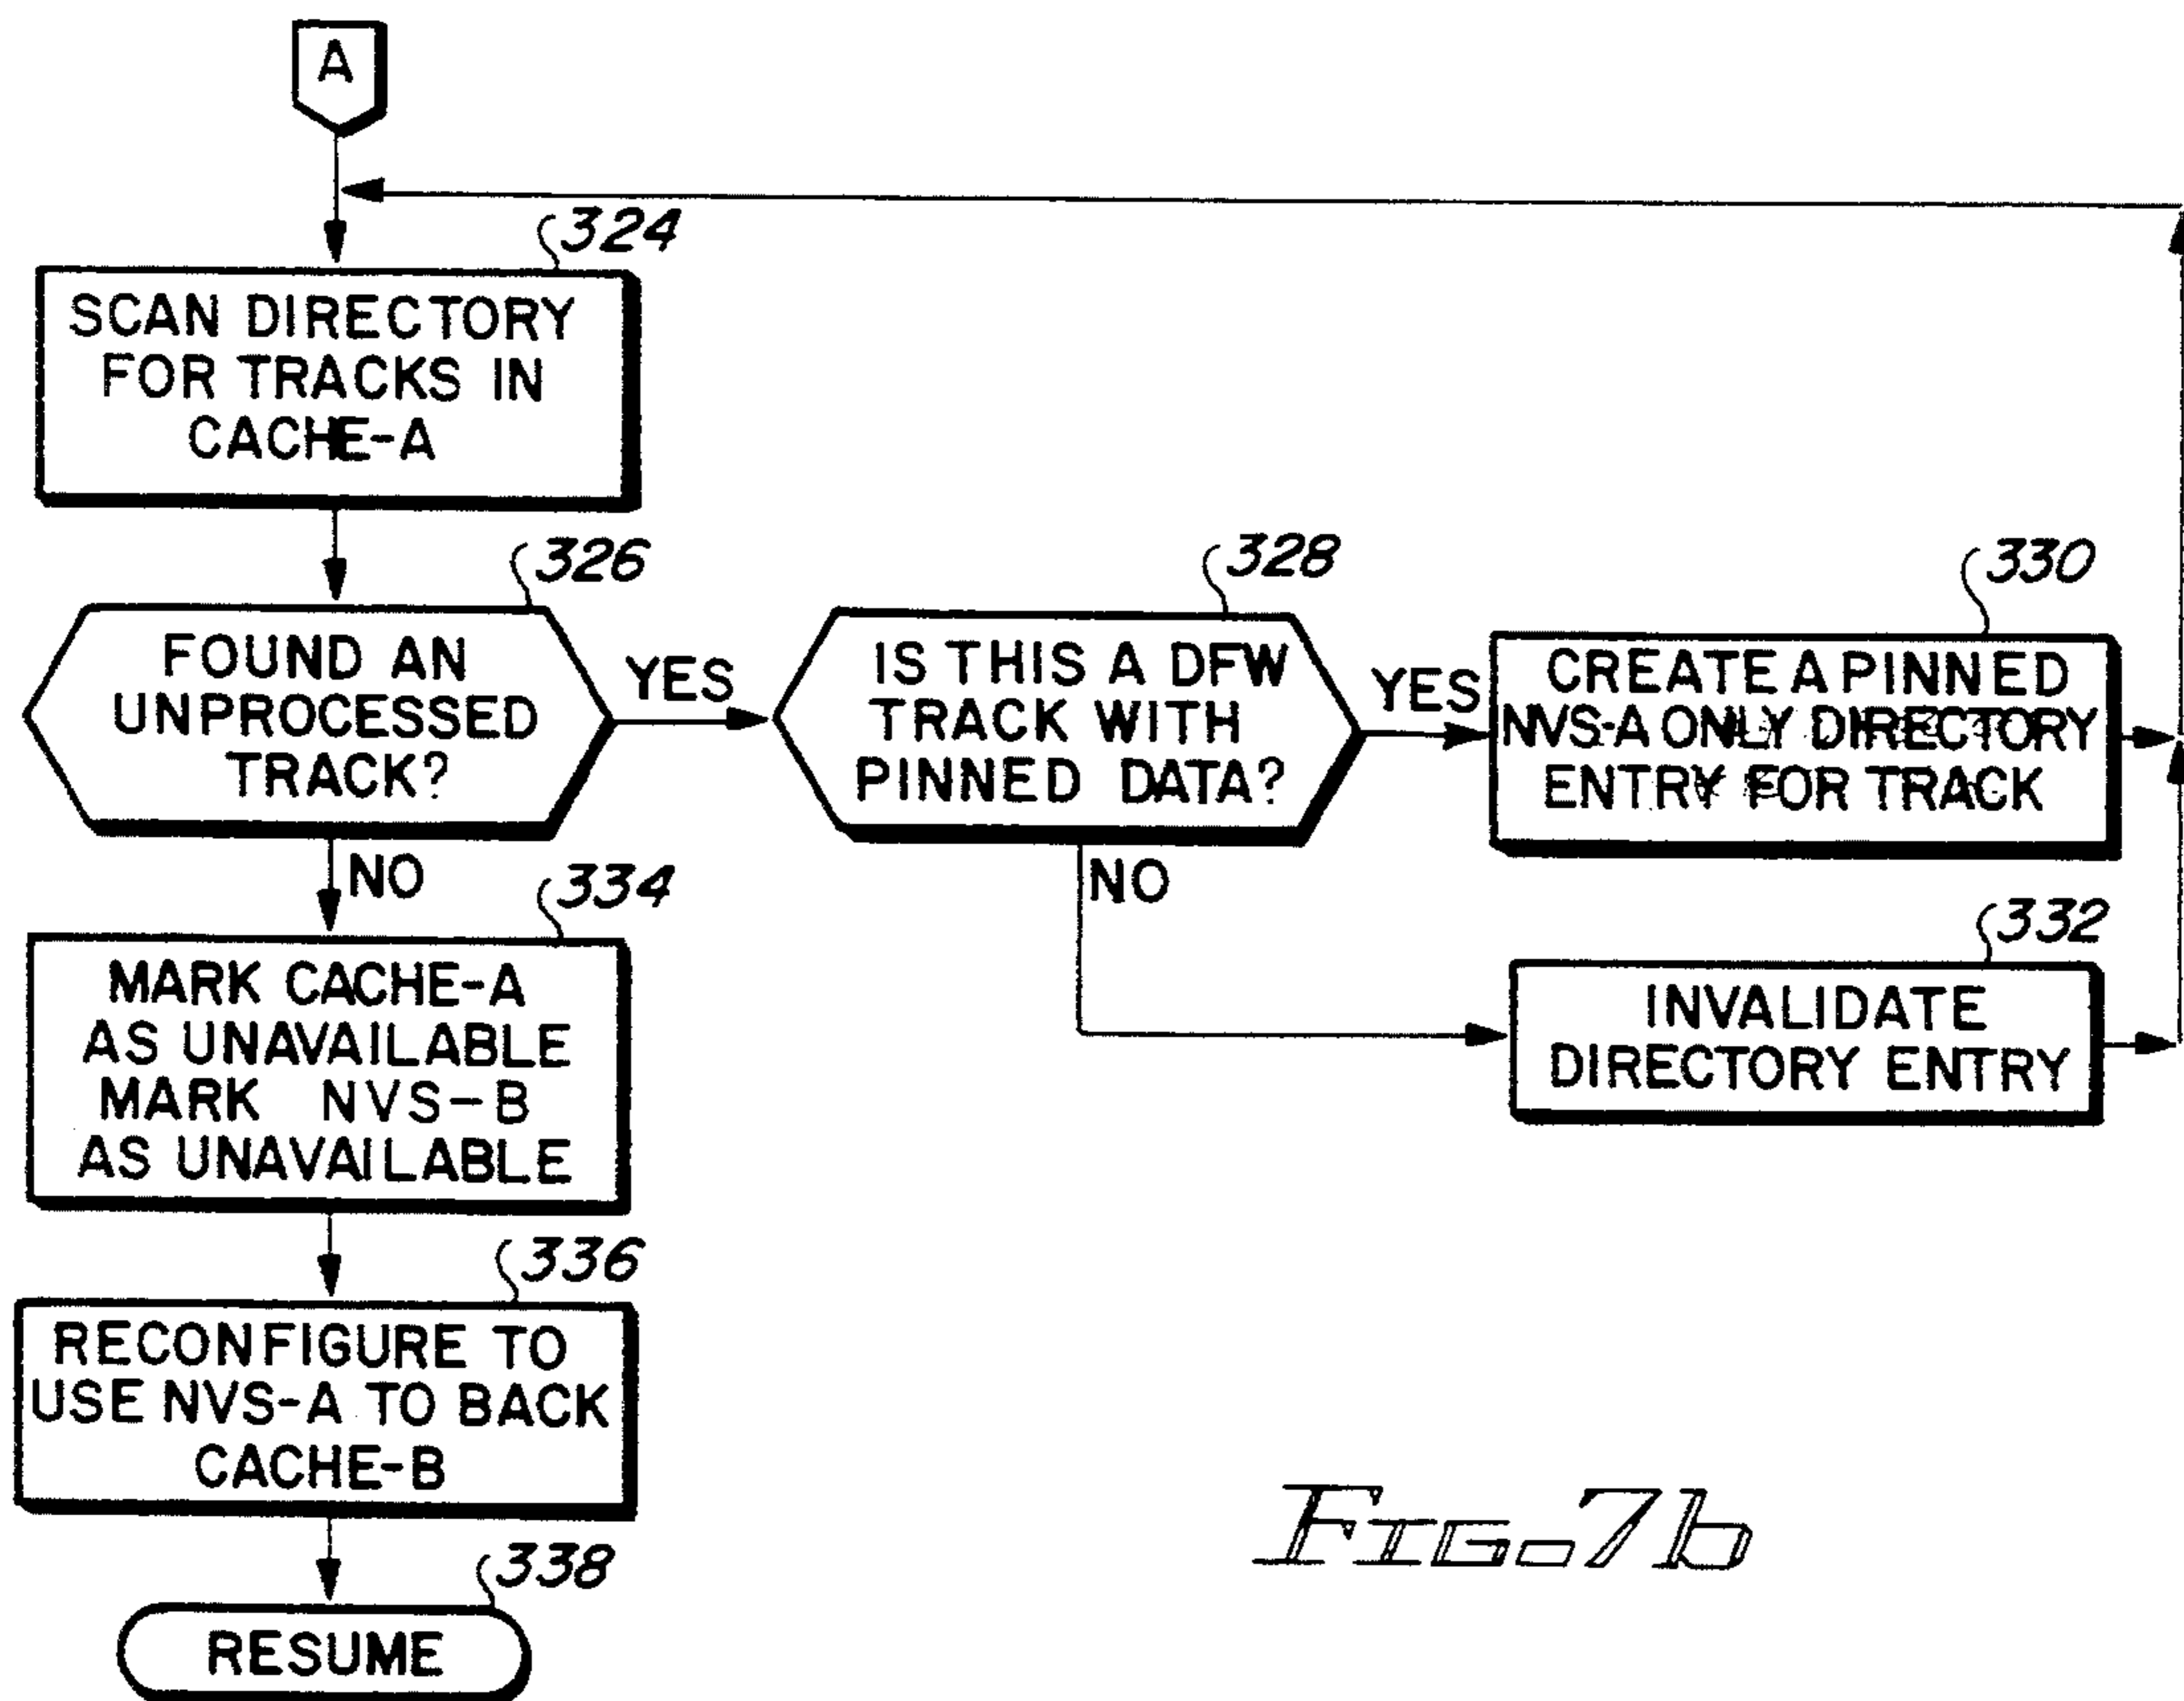 A
324
SCAN DIRECTORY
FOR TRACKS IN
CACHE-A
326
FOUND AN
UNPROCESSED
TRACK?
YES
328
IS THIS A DFW
TRACK WITH
PINNED DATA?
YES
330
CREATE A PINNED
NVS-A ONLY DIRECTORY
ENTRY FOR TRACK
NO
332
INVALIDATE
DIRECTORY ENTRY
NO
334
MARK CACHE-A
AS UNAVAILABLE
MARK NVS-B
AS UNAVAILABLE
336
RECONFIGURE TO
USE NVS-A TO BACK
CACHE-B
338
RESUME
FIG. 7b